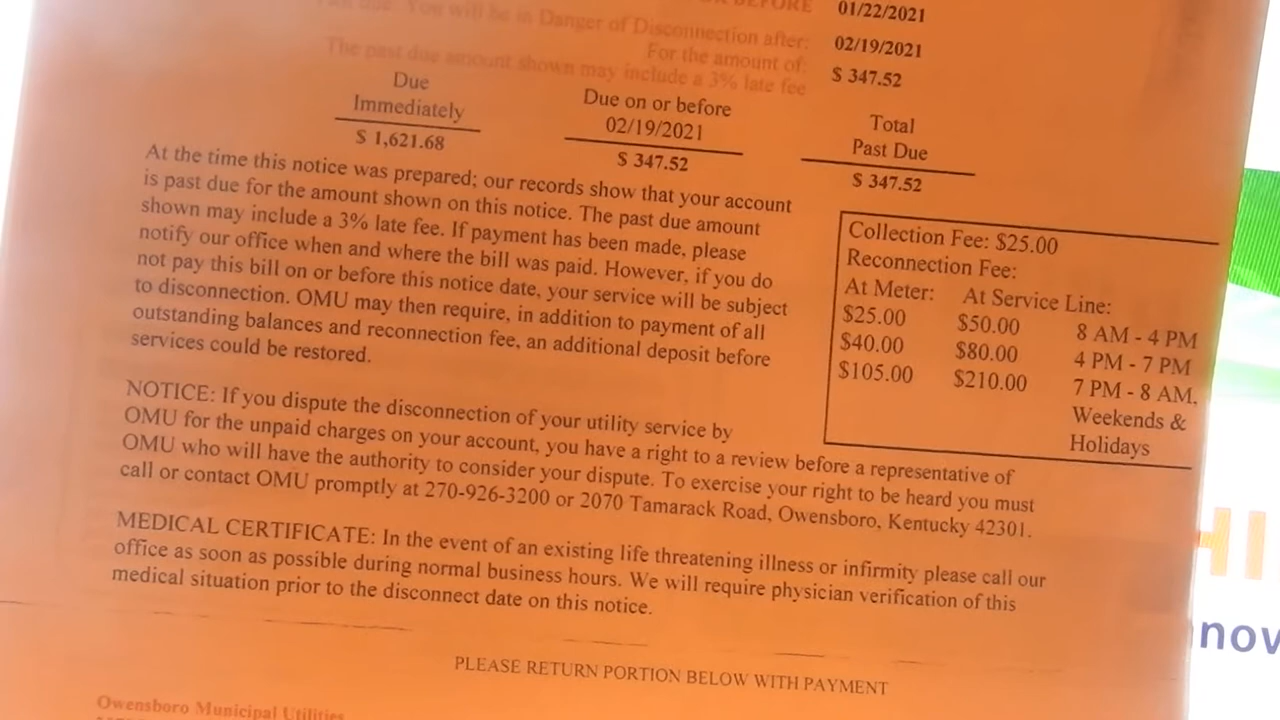 OR BEFORE 01/22/2021
Past due. You will be in Danger of Disconnection after: 02/19/2021
For the amount of: $ 347.52
The past due amount shown may include a 3% late fee
Due Immediately
$ 1,621.68
Due on or before
02/19/2021
$ 347.52
Total
Past Due
$ 347.52
At the time this notice was prepared; our records show that your account
is past due for the amount shown on this notice. The past due amount
shown may include a 3% late fee. If payment has been made, please
notify our office when and where the bill was paid. However, if you do
not pay this bill on or before this notice date, your service will be subject
to disconnection. OMU may then require, in addition to payment of all
outstanding balances and reconnection fee, an additional deposit before
services could be restored.
Collection Fee: $25.00
Reconnection Fee:
At Meter: At Service Line:
$25.00 $50.00 8 AM - 4 PM
$40.00 $80.00 4 PM - 7 PM
$105.00 $210.00 7 PM - 8 AM,
Weekends &
Holidays
NOTICE: If you dispute the disconnection of your utility service by
OMU for the unpaid charges on your account, you have a right to a review before a representative of
OMU who will have the authority to consider your dispute. To exercise your right to be heard you must
call or contact OMU promptly at 270-926-3200 or 2070 Tamarack Road, Owensboro, Kentucky 42301.
MEDICAL CERTIFICATE: In the event of an existing life threatening illness or infirmity please call our
office as soon as possible during normal business hours. We will require physician verification of this
medical situation prior to the disconnect date on this notice.
PLEASE RETURN PORTION BELOW WITH PAYMENT
Owensboro Municipal Utilities
HI
nov